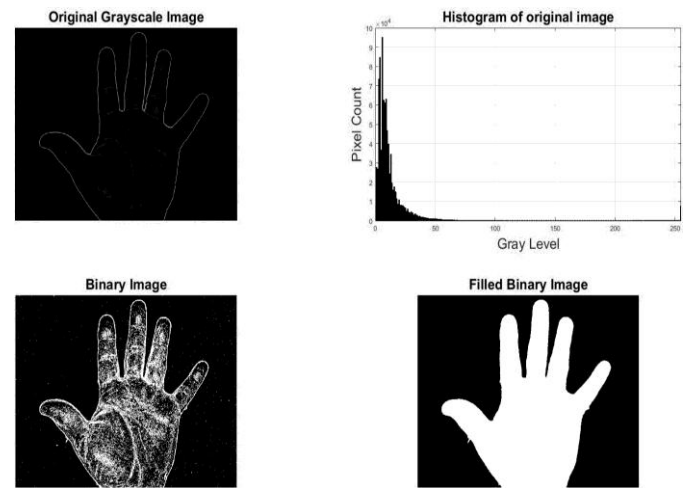 Original Grayscale Image
Histogram of original image
×10⁴
10
9
8
7
6
5
4
3
2
1
0
Pixel Count
0 50 100 150 200 250
Gray Level
Binary Image
Filled Binary Image